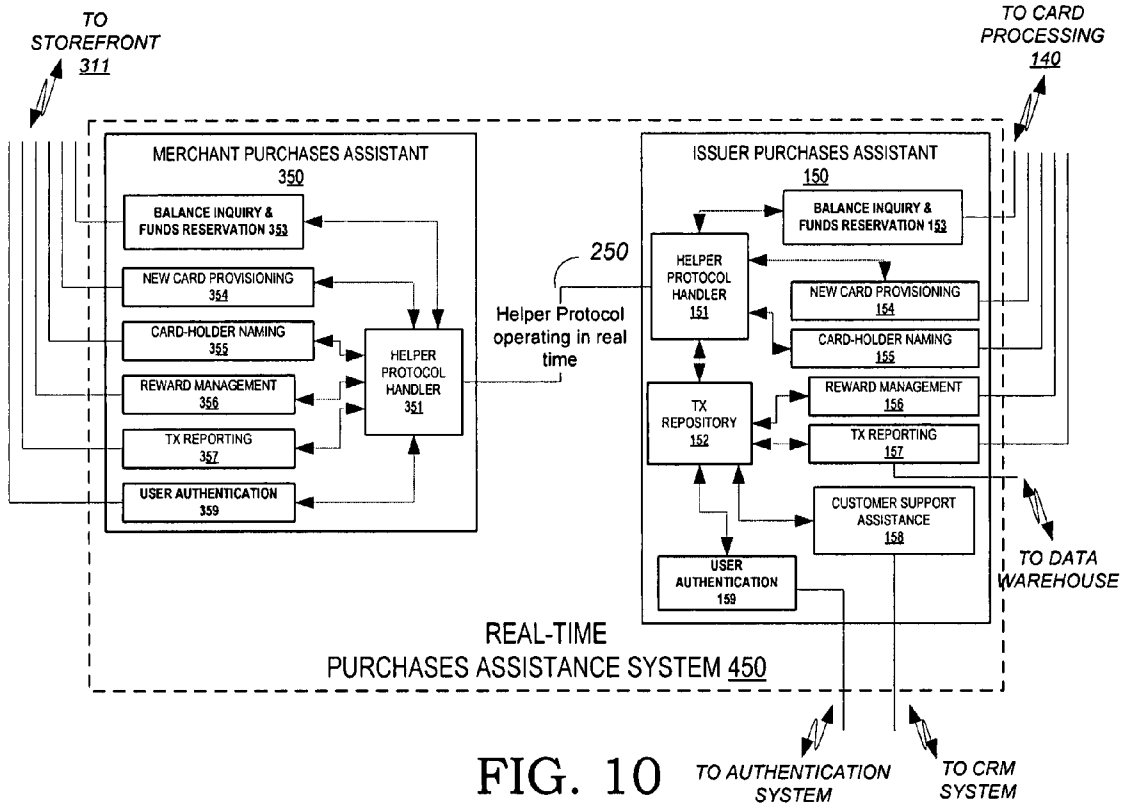 TO
STOREFRONT
311
TO CARD
PROCESSING
140
MERCHANT PURCHASES ASSISTANT
350
BALANCE INQUIRY &
FUNDS RESERVATION 353
NEW CARD PROVISIONING
354
CARD-HOLDER NAMING
355
REWARD MANAGEMENT
356
TX REPORTING
357
USER AUTHENTICATION
359
HELPER
PROTOCOL
HANDLER
351
250
Helper Protocol
operating in real
time
ISSUER PURCHASES ASSISTANT
150
BALANCE INQUIRY &
FUNDS RESERVATION 153
HELPER
PROTOCOL
HANDLER
151
NEW CARD PROVISIONING
154
CARD-HOLDER NAMING
155
REWARD MANAGEMENT
156
TX
REPOSITORY
152
TX REPORTING
157
CUSTOMER SUPPORT
ASSISTANCE
158
USER
AUTHENTICATION
159
TO DATA
WAREHOUSE
REAL-TIME
PURCHASES ASSISTANCE SYSTEM 450
FIG. 10
TO AUTHENTICATION
SYSTEM
TO CRM
SYSTEM